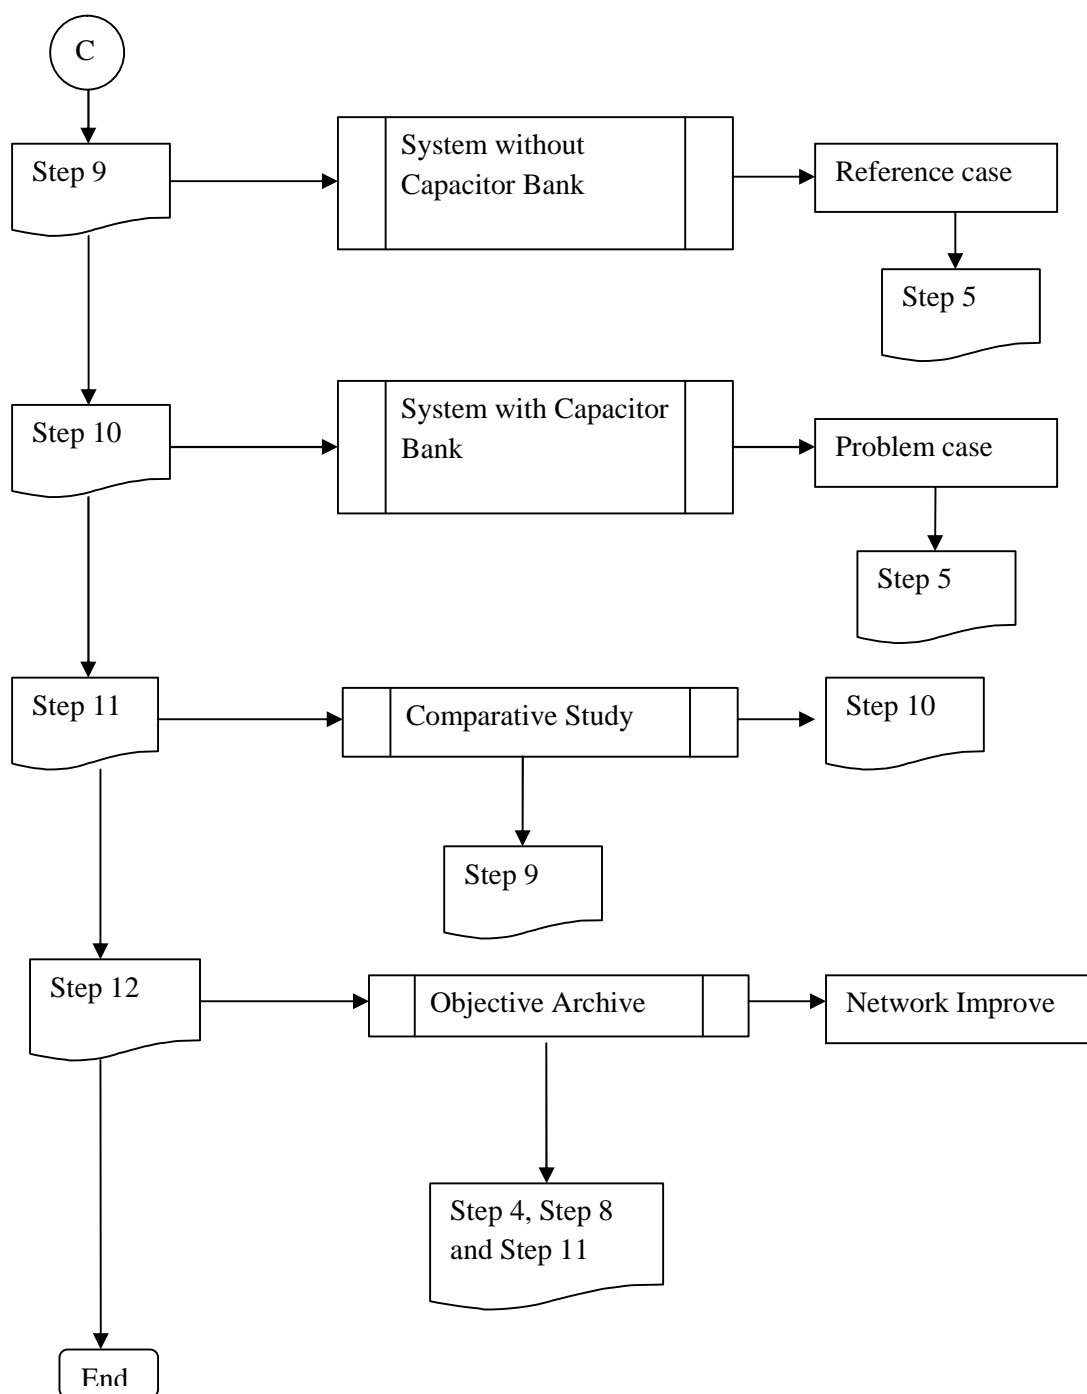 C
Step 9
System without
Capacitor Bank
Reference case
Step 5
Step 10
System with Capacitor
Bank
Problem case
Step 5
Step 11
Comparative Study
Step 10
Step 9
Step 12
Objective Archive
Network Improve
Step 4, Step 8
and Step 11
End